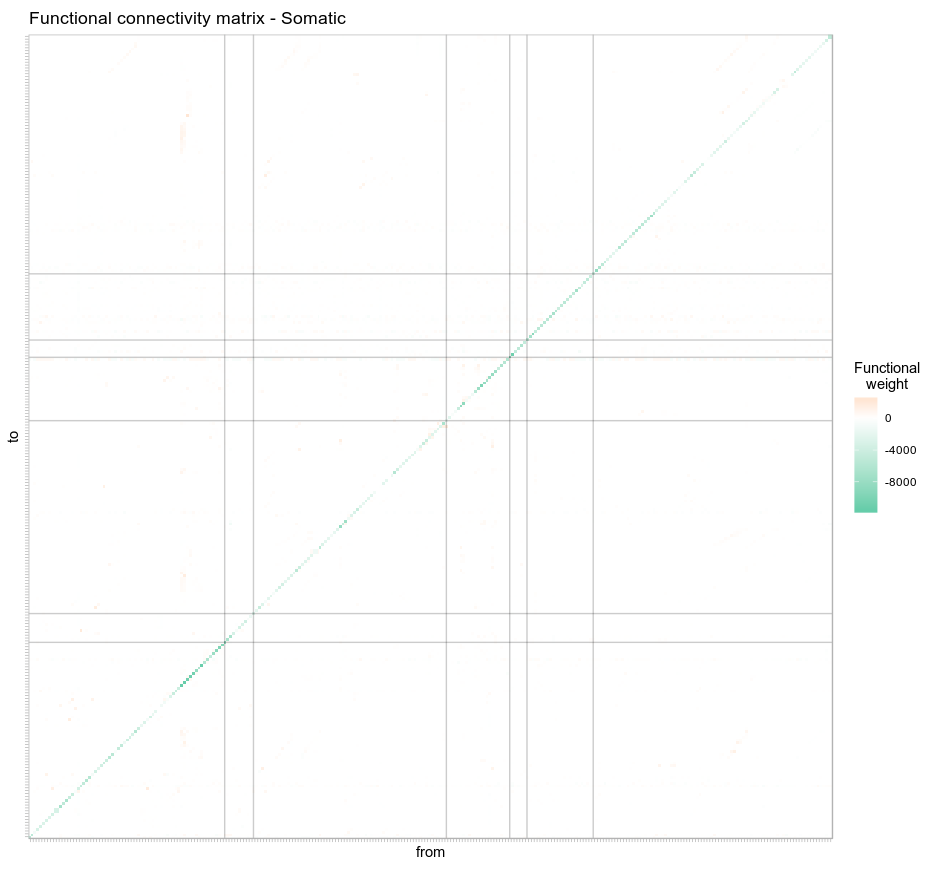 Functional connectivity matrix - Somatic
to
Functional
weight
0
-4000
-8000
from